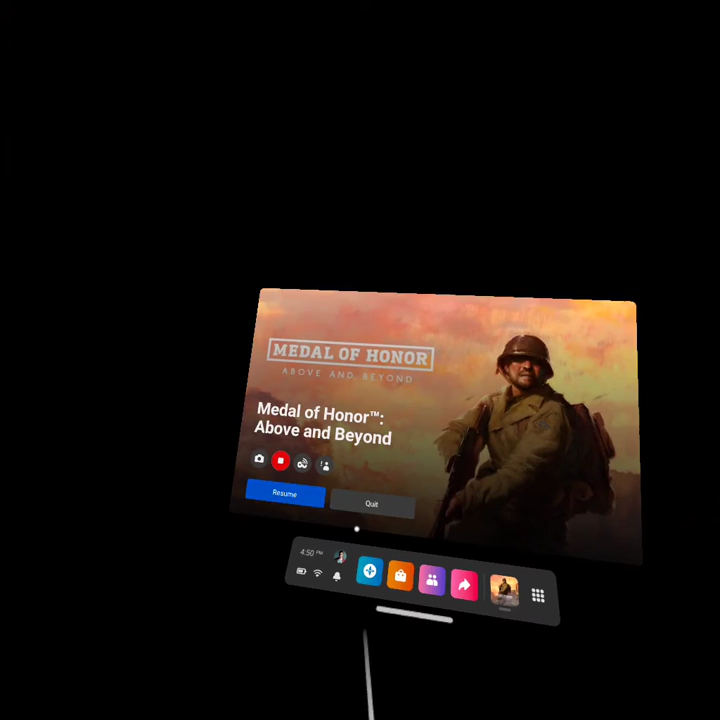 MEDAL OF HONOR
ABOVE AND BEYOND
Medal of Honor™:
Above and Beyond
Resume
Quit
4:50 PM